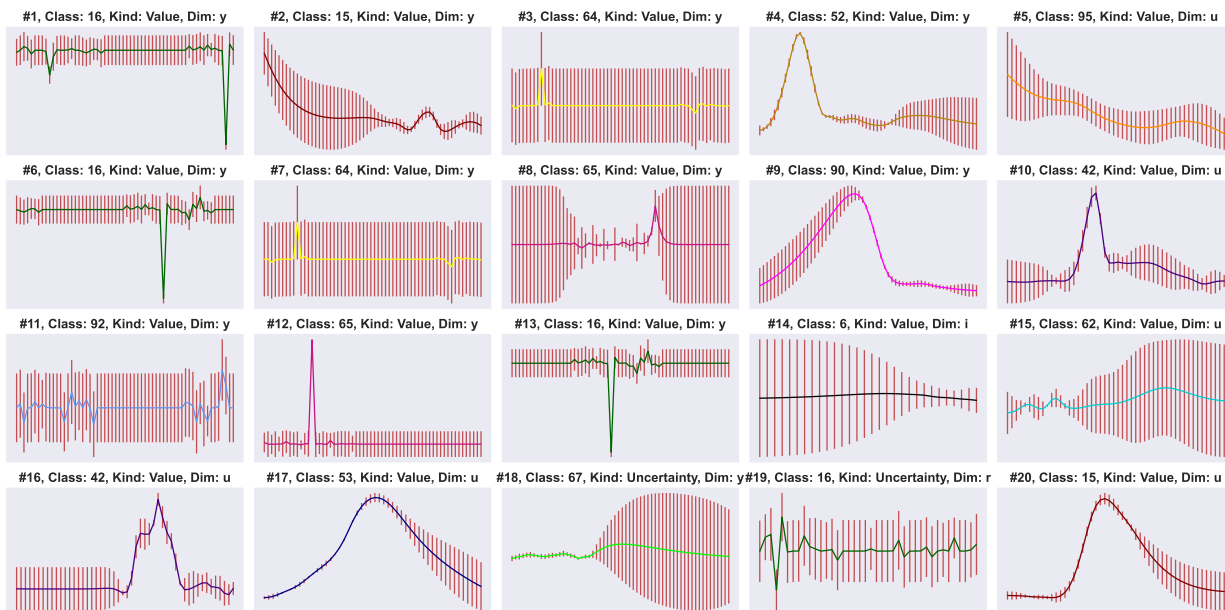 #1, Class: 16, Kind: Value, Dim: y
#2, Class: 15, Kind: Value, Dim: y
#3, Class: 64, Kind: Value, Dim: y
#4, Class: 52, Kind: Value, Dim: y
#5, Class: 95, Kind: Value, Dim: u
#6, Class: 16, Kind: Value, Dim: y
#7, Class: 64, Kind: Value, Dim: y
#8, Class: 65, Kind: Value, Dim: y
#9, Class: 90, Kind: Value, Dim: y
#10, Class: 42, Kind: Value, Dim: u
#11, Class: 92, Kind: Value, Dim: y
#12, Class: 65, Kind: Value, Dim: y
#13, Class: 16, Kind: Value, Dim: y
#14, Class: 6, Kind: Value, Dim: i
#15, Class: 62, Kind: Value, Dim: u
#16, Class: 42, Kind: Value, Dim: u
#17, Class: 53, Kind: Value, Dim: u
#18, Class: 67, Kind: Uncertainty, Dim: y
#19, Class: 16, Kind: Uncertainty, Dim: r
#20, Class: 15, Kind: Value, Dim: u